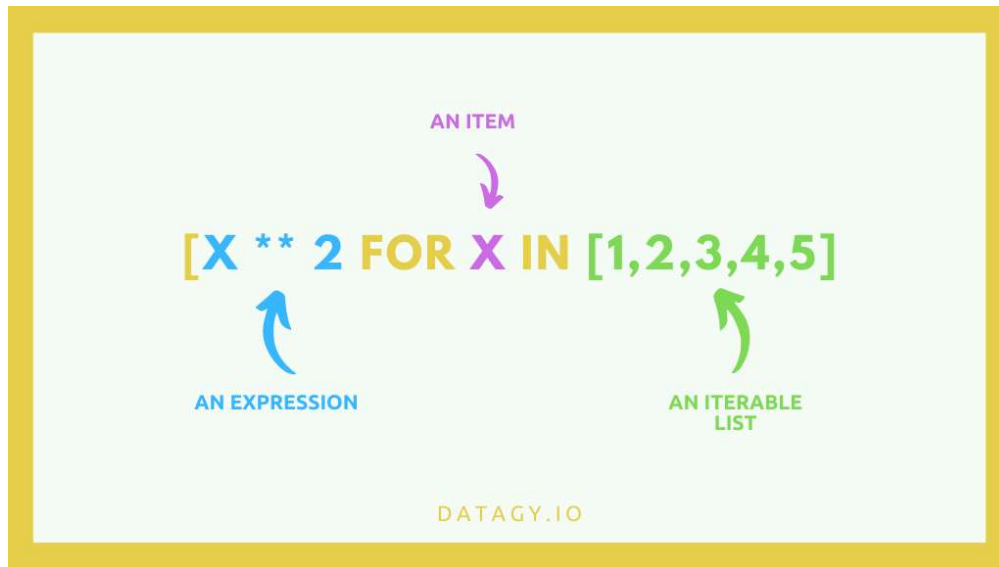 AN ITEM
[X ** 2 FOR X IN [1,2,3,4,5]
AN EXPRESSION
AN ITERABLE
LIST
DATAGY.IO